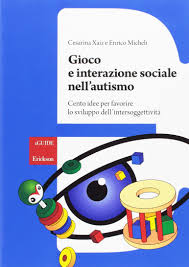 Cesarina Xaiz e Enrico Micheli
Gioco
e interazione sociale
nell'autismo
Cento idee per favorire
lo sviluppo dell'intersoggettività
LE GUIDE
Erickson